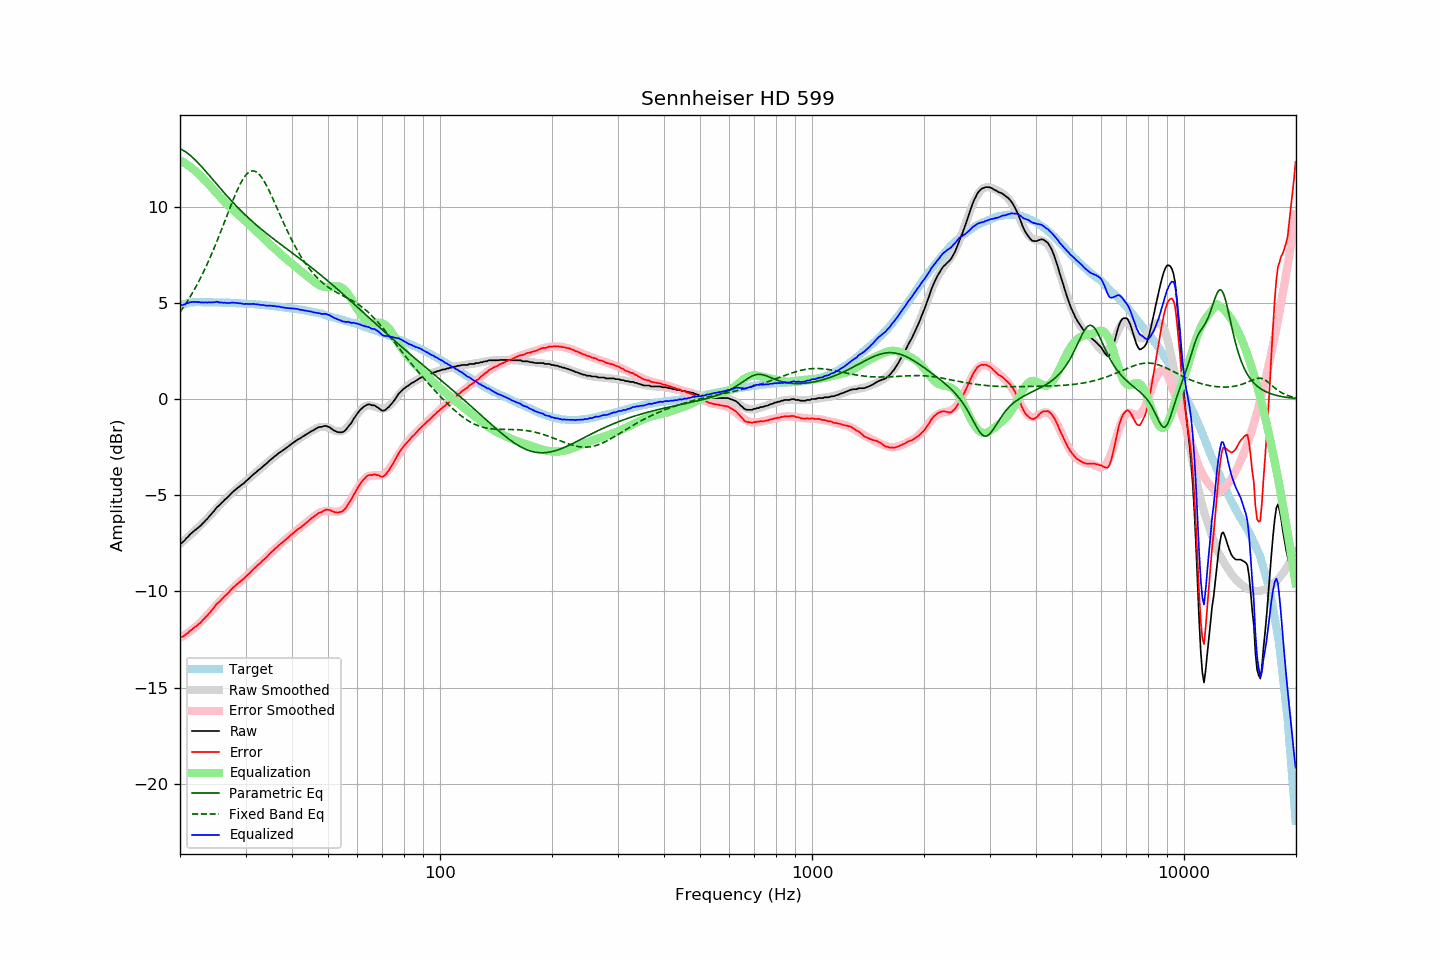 Sennheiser HD 599
Amplitude (dBr)
10
5
0
−5
−10
−15
−20
Target
Raw Smoothed
Error Smoothed
Raw
Error
Equalization
Parametric Eq
Fixed Band Eq
Equalized
100
1000
10000
Frequency (Hz)